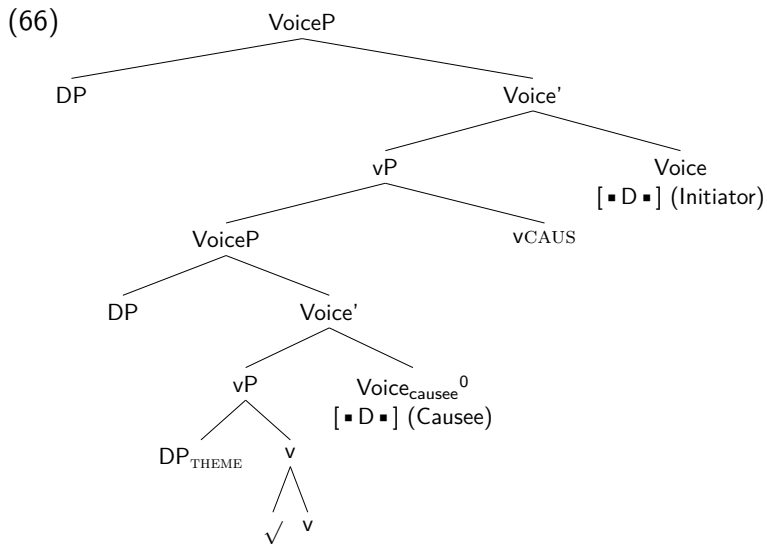 (66)
VoiceP
DP Voice'
vP Voice
[▪D▪] (Initiator)
VoiceP vCAUS
DP Voice'
vP Voicecausee0
[▪D▪] (Causee)
DPTHEME v
√ v